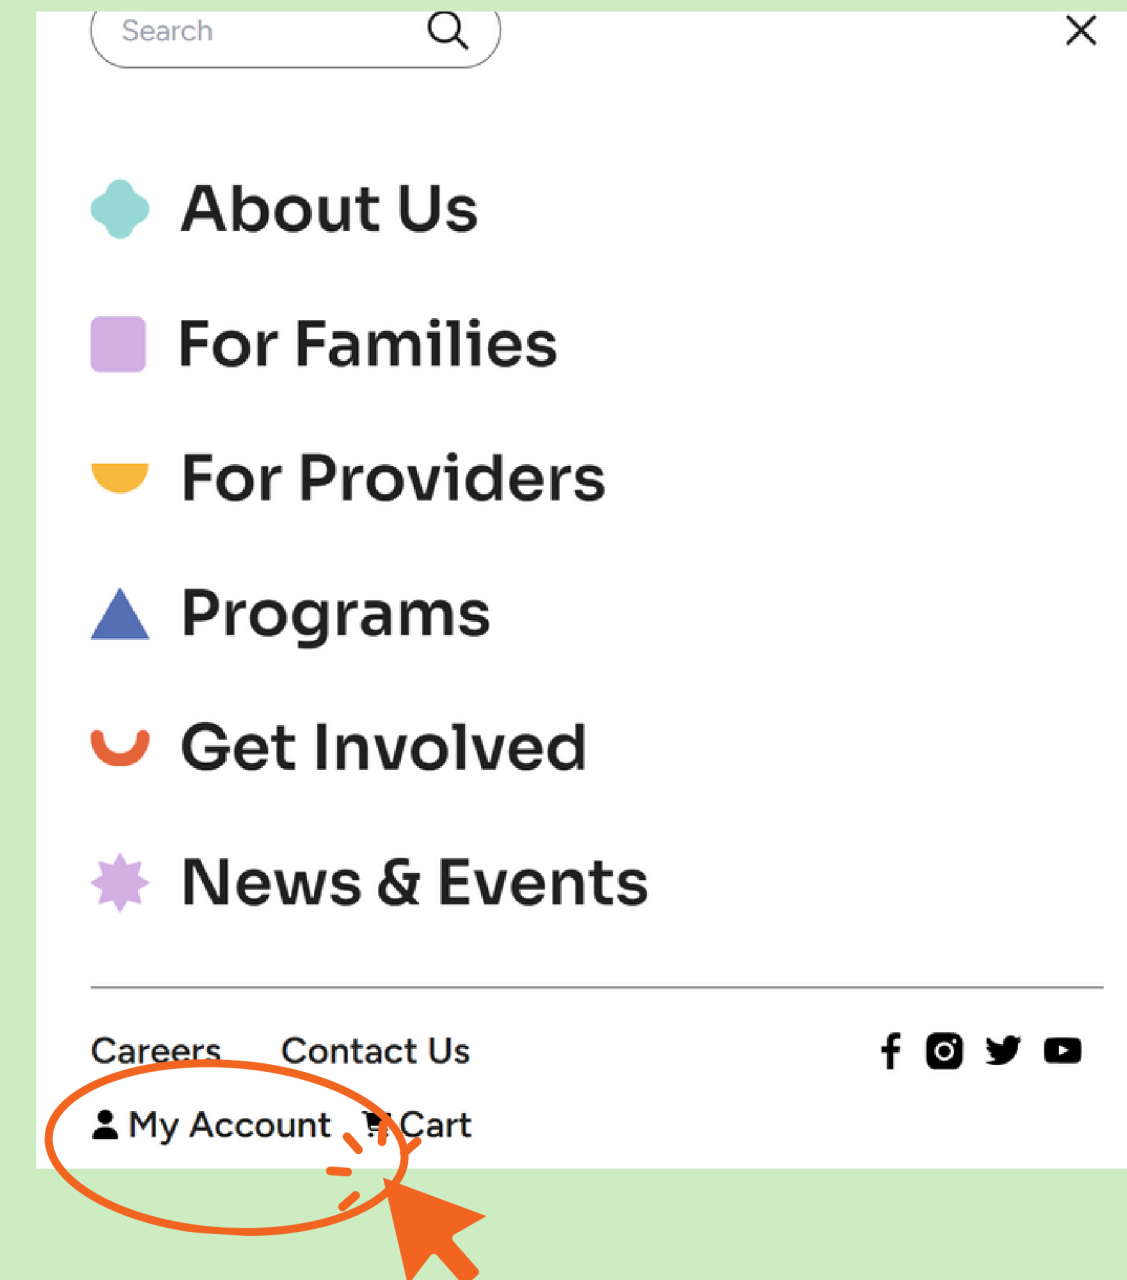 Search
About Us
For Families
For Providers
Programs
Get Involved
News & Events
Careers Contact Us
My Account Cart